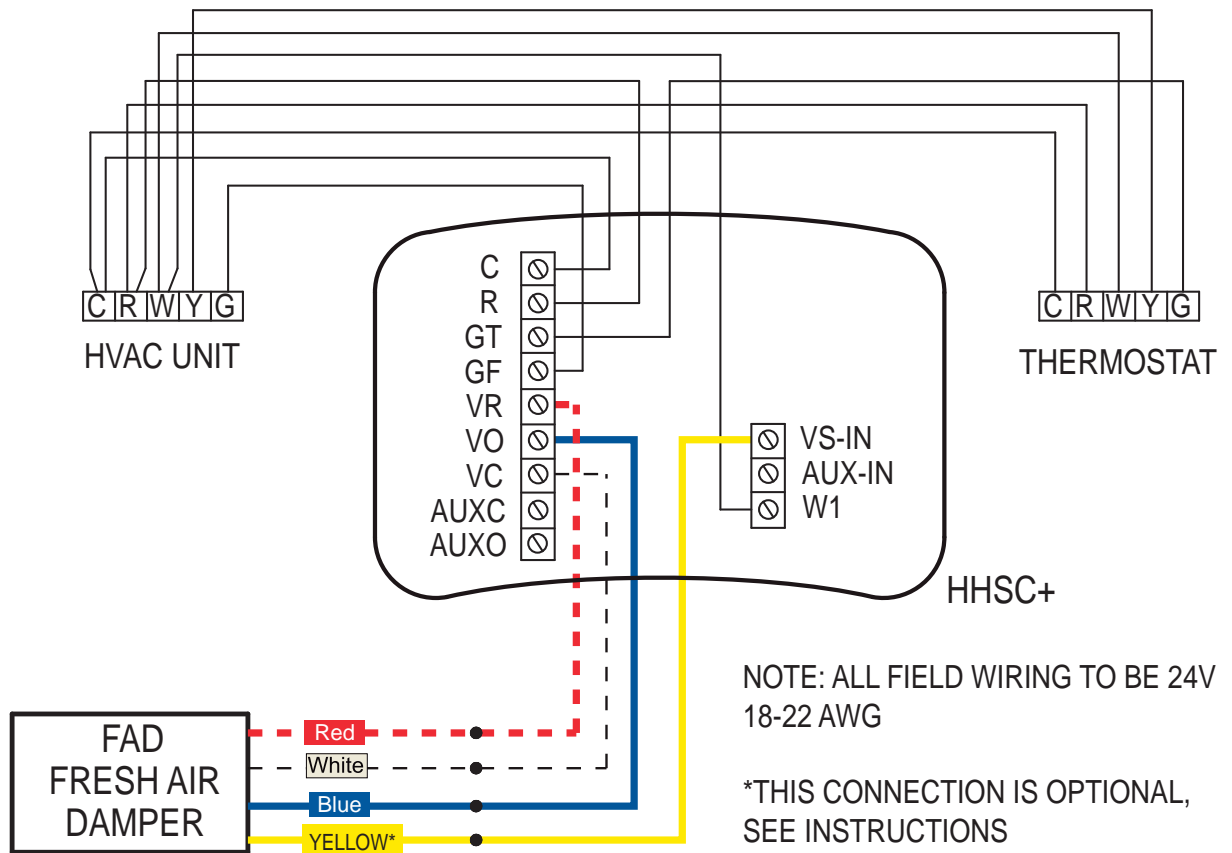 C R W Y G
HVAC UNIT
C R W Y G
THERMOSTAT
C
R
GT
GF
VR
VO
VC
AUXC
AUXO
VS-IN
AUX-IN
W1
HHSC+
NOTE: ALL FIELD WIRING TO BE 24V
18-22 AWG
*THIS CONNECTION IS OPTIONAL,
SEE INSTRUCTIONS
FAD
FRESH AIR
DAMPER
Red
White
Blue
YELLOW*